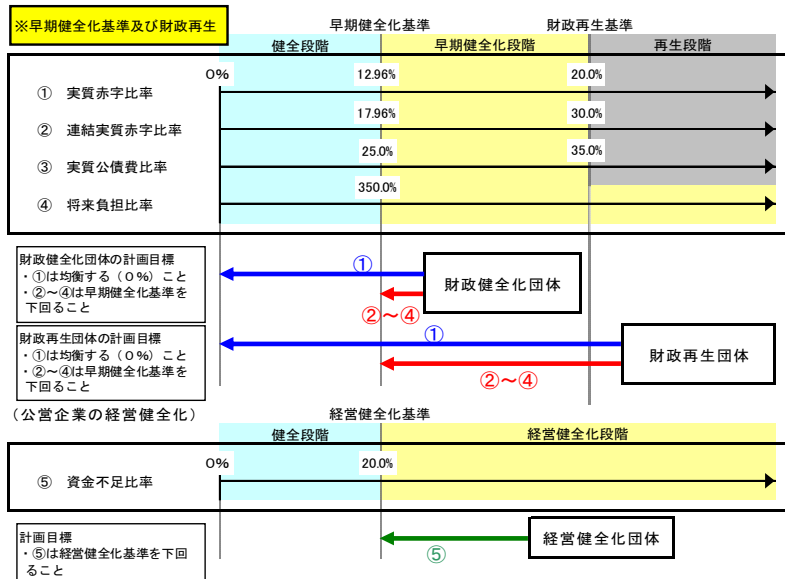 ※早期健全化基準及び財政再生
早期健全化基準
財政再生基準
健全段階
早期健全化段階
再生段階
0%
12.96%
20.0%
① 実質赤字比率
17.96%
30.0%
② 連結実質赤字比率
25.0%
35.0%
③ 実質公債費比率
350.0%
④ 将来負担比率
財政健全化団体の計画目標
・①は均衡する（０％）こと
・②～④は早期健全化基準を
下回ること
①
②～④
財政健全化団体
財政再生団体の計画目標
・①は均衡する（０％）こと
・②～④は早期健全化基準を
下回ること
①
②～④
財政再生団体
（公営企業の経営健全化）
経営健全化基準
健全段階
経営健全化段階
0%
20.0%
⑤ 資金不足比率
計画目標
・⑤は経営健全化基準を下回
ること
⑤
経営健全化団体